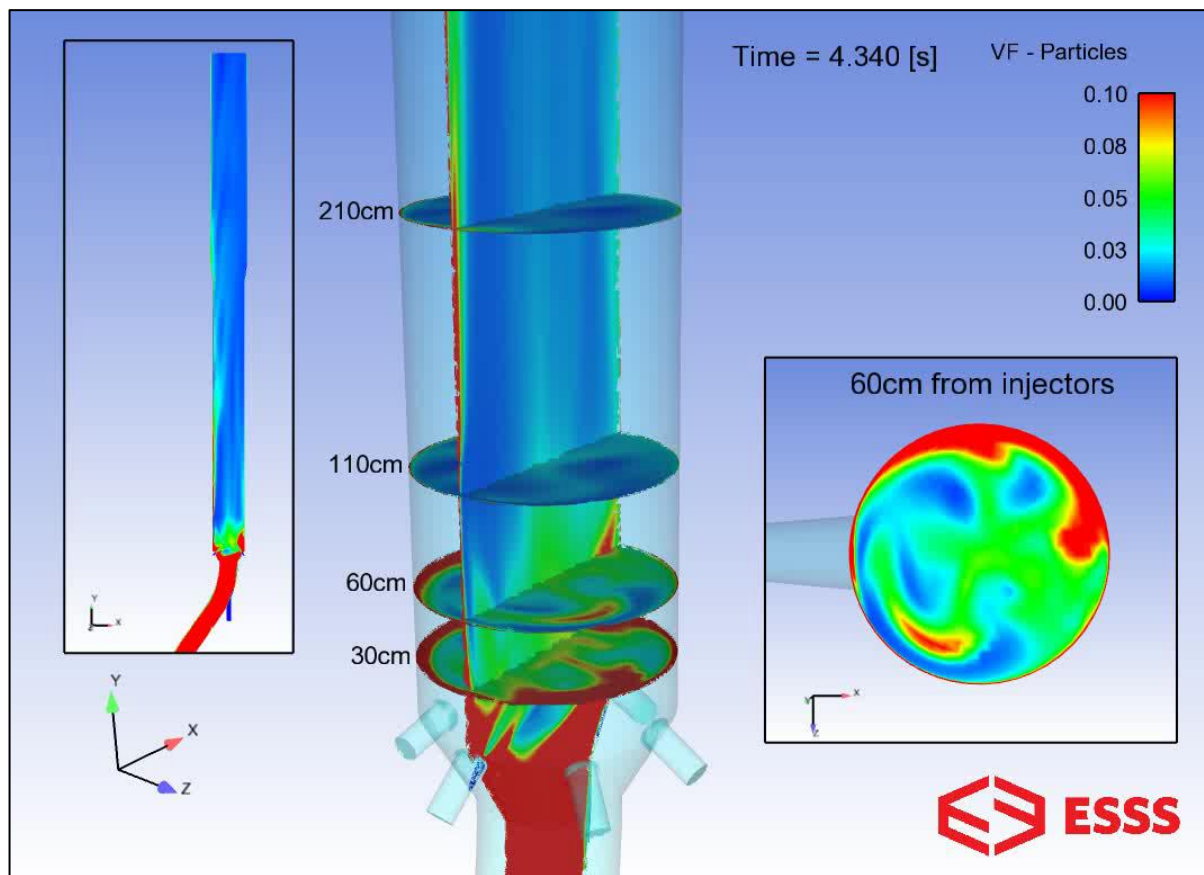 Time = 4.340 [s]
VF - Particles
0.10
0.08
0.05
0.03
0.00
210cm
110cm
60cm
30cm
60cm from injectors
Y
X
Y
X
Z
X
Z
ESSS